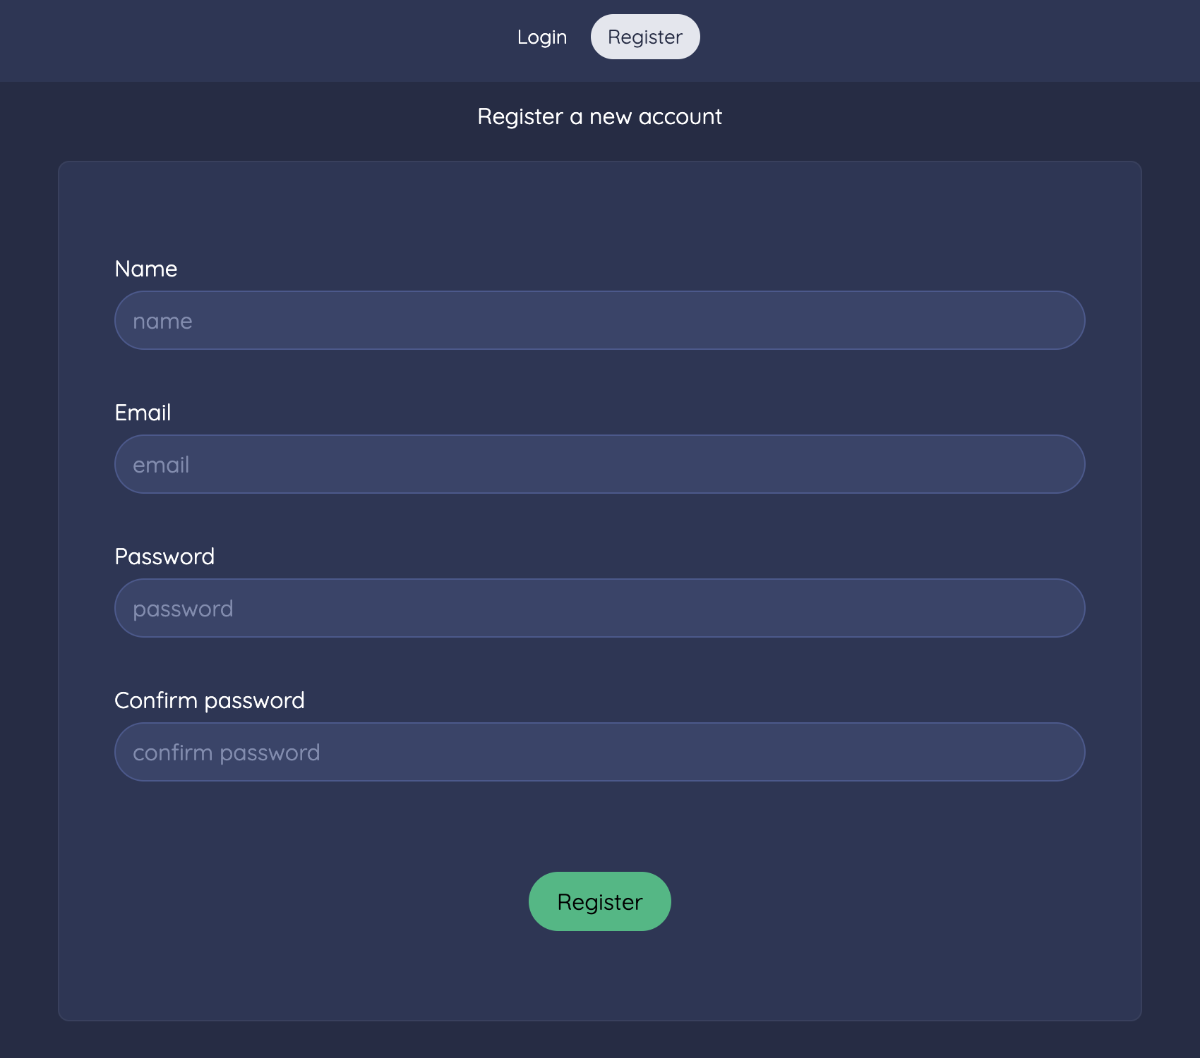 Login Register
Register a new account
Name
name
Email
email
Password
password
Confirm password
confirm password
Register